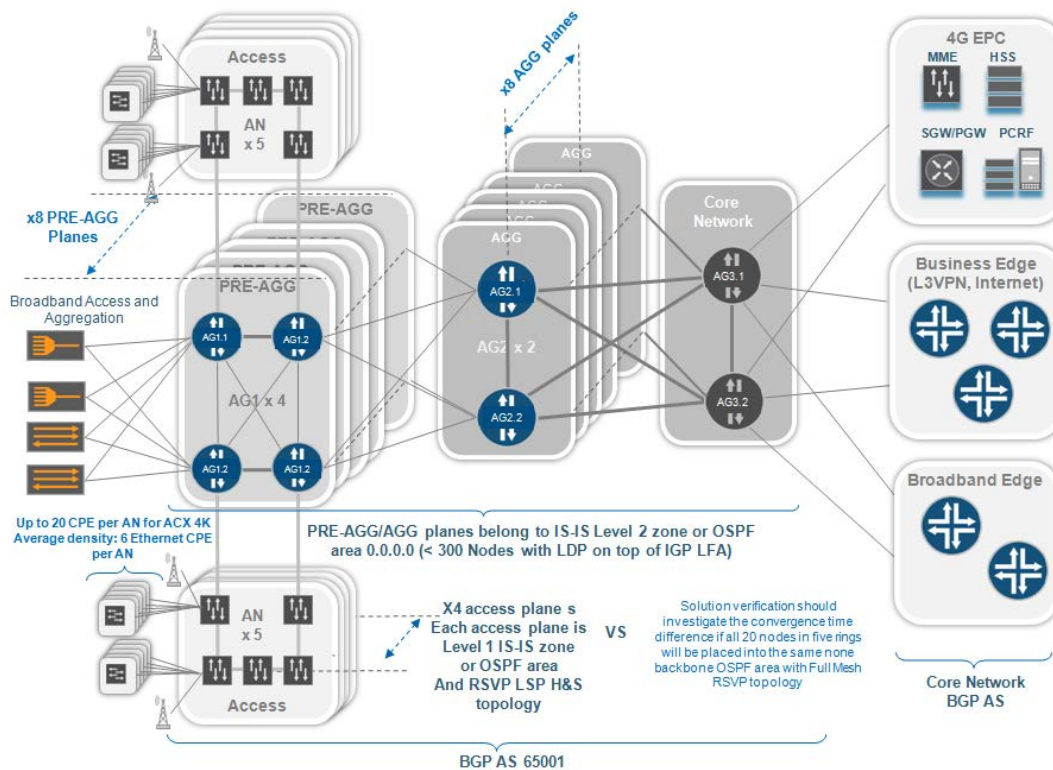 Access
AN
x 5
x8 AGG planes
4G EPC
MME HSS
SGW/PGW PCRF
x8 PRE-AGG
Planes
PRE-AGG
PRE-AGG
PRE-AGG
AGG
AGG
AGG
AGG
AGG
Core
Network
Broadband Access and
Aggregation
AG1.1
AG1.2
AG1 x 4
AG1.2
AG1.2
AG2.1
AG2 x 2
AG2.2
AG3.1
AG3.2
Business Edge
(L3VPN, Internet)
Broadband Edge
Up to 20 CPE per AN for ACX 4K
Average density: 6 Ethernet CPE
per AN
PRE-AGG/AGG planes belong to IS-IS Level 2 zone or OSPF
area 0.0.0.0 (< 300 Nodes with LDP on top of IGP LFA)
AN
x 5
Access
X4 access plane s
Each access plane is
Level 1 IS-IS zone
or OSPF area
And RSVP LSP H&S
topology
VS
Solution verification should
investigate the convergence time
difference if all 20 nodes in five rings
will be placed into the same none
backbone OSPF area with Full Mesh
RSVP topology
Core Network
BGP AS
BGP AS 65001